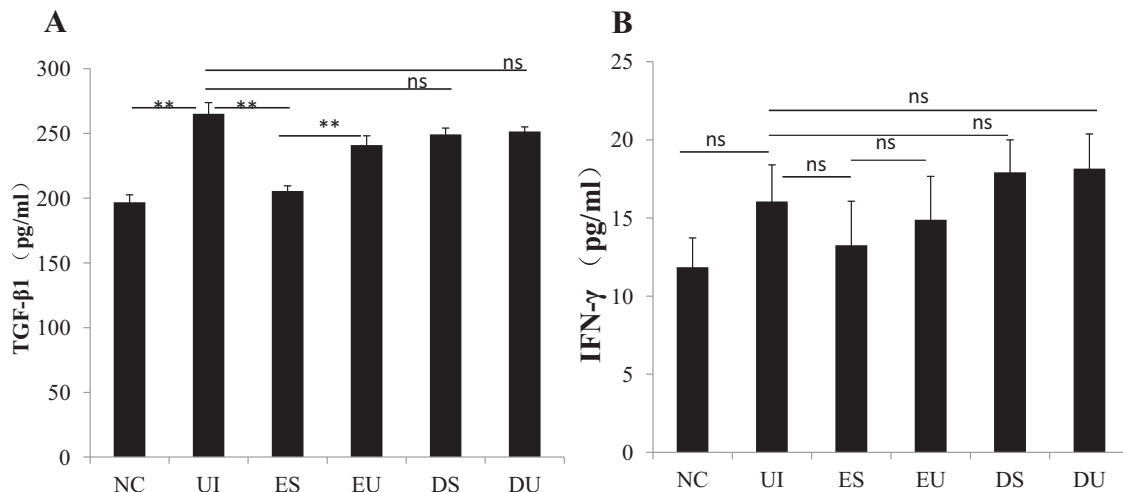 A
TGF-β1（pg/ml）
300
250
200
150
100
50
0
ns
ns
**
**
**
NC UI ES EU DS DU
B
IFN-γ （pg/ml）
25
20
15
10
5
0
ns
ns
ns
ns
ns
NC UI ES EU DS DU